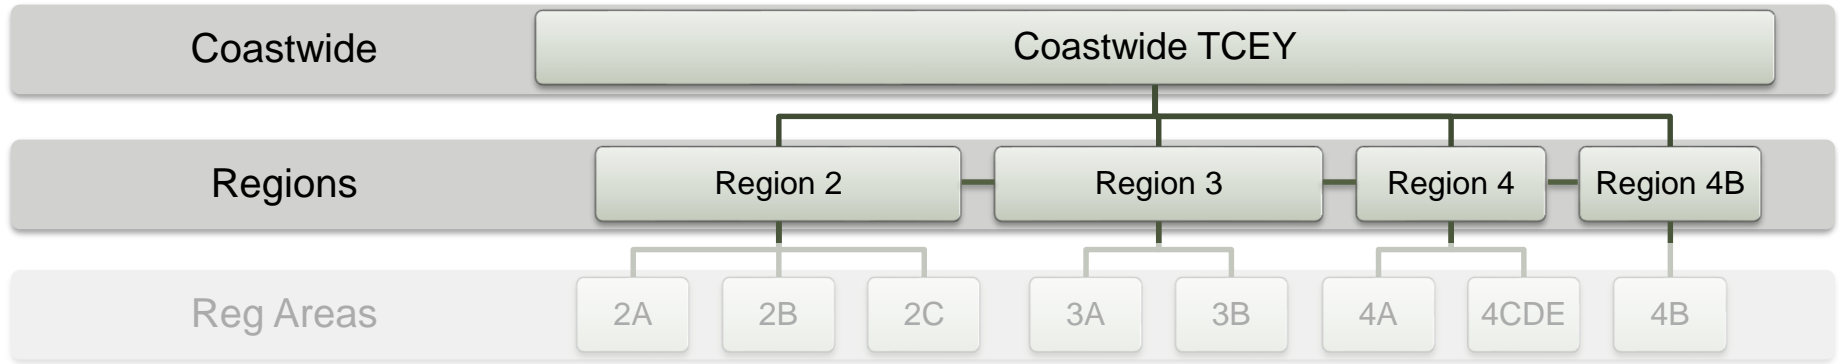 Coastwide
Coastwide TCEY
Regions
Region 2
Region 3
Region 4
Region 4B
Reg Areas
2A
2B
2C
3A
3B
4A
4CDE
4B